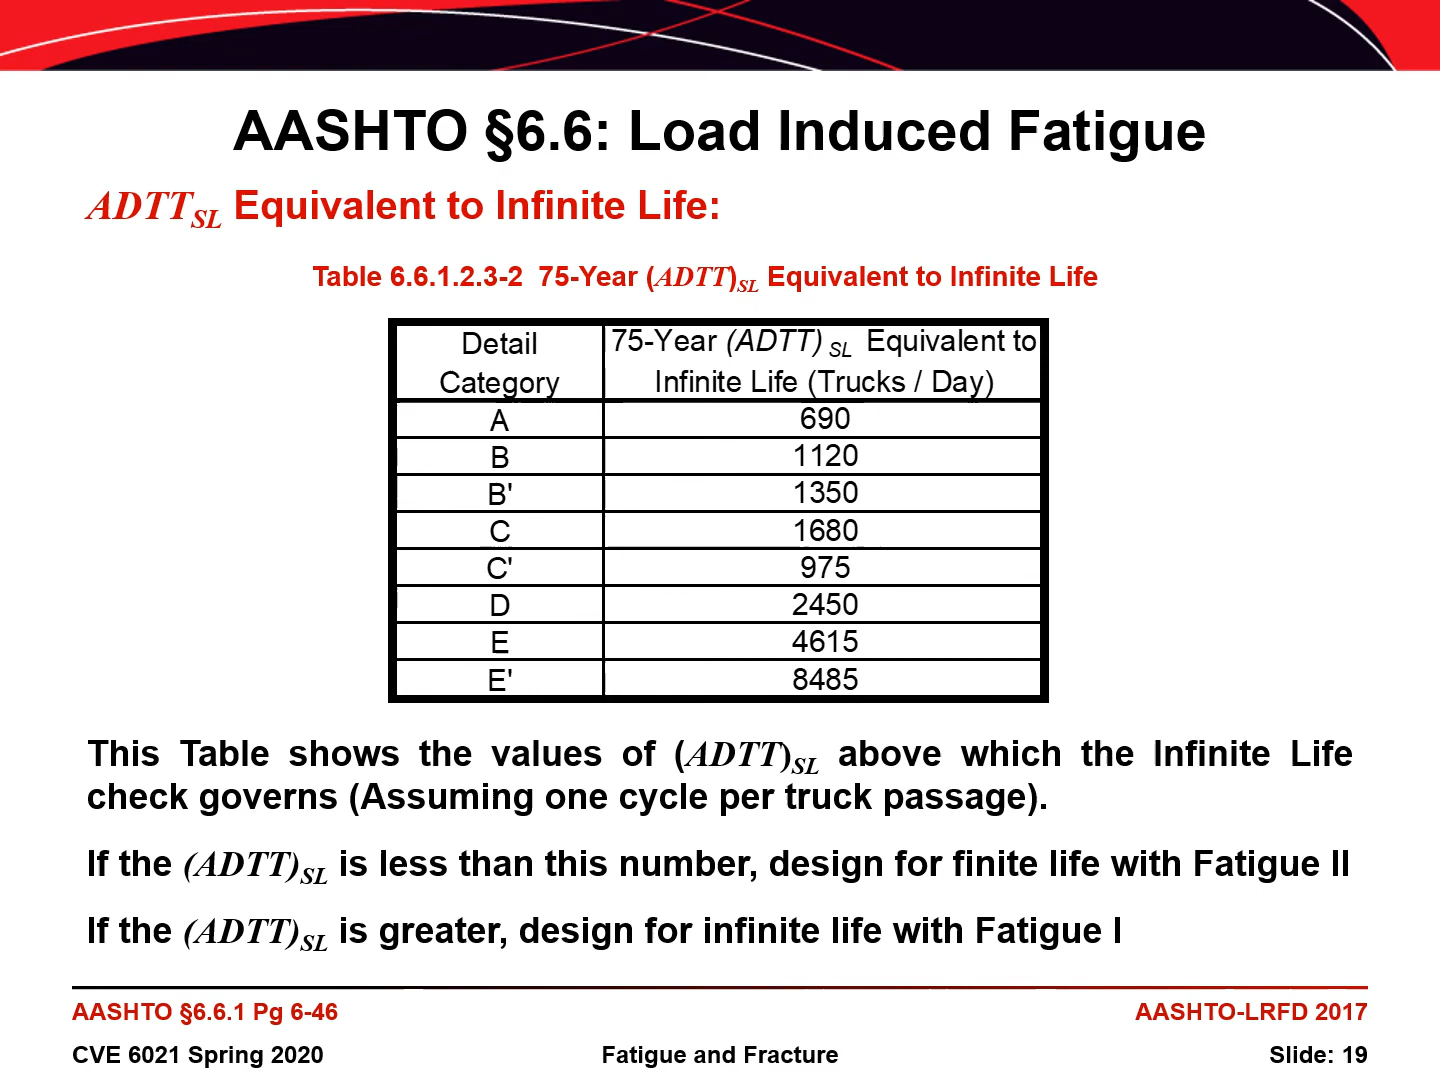 AASHTO §6.6: Load Induced Fatigue
ADTTSL Equivalent to Infinite Life:
Table 6.6.1.2.3-2 75-Year (ADTT)SL Equivalent to Infinite Life
Detail Category 75-Year (ADTT) SL Equivalent to Infinite Life (Trucks / Day)
A 690
B 1120
B' 1350
C 1680
C' 975
D 2450
E 4615
E' 8485
This Table shows the values of (ADTT)SL above which the Infinite Life
check governs (Assuming one cycle per truck passage).
If the (ADTT)SL is less than this number, design for finite life with Fatigue II
If the (ADTT)SL is greater, design for infinite life with Fatigue I
AASHTO §6.6.1 Pg 6-46 AASHTO-LRFD 2017
CVE 6021 Spring 2020 Fatigue and Fracture Slide: 19